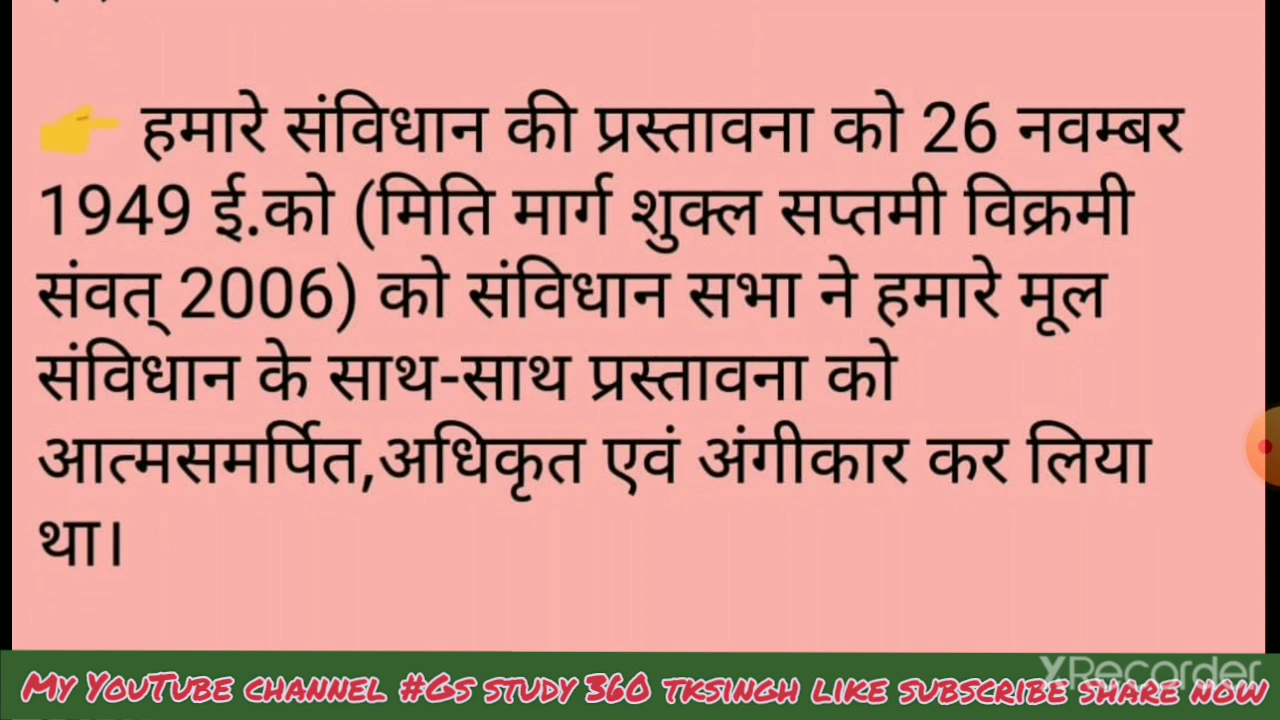 👉 हमारे संविधान की प्रस्तावना को 26 नवम्बर
1949 ई.को (मिति मार्ग शुक्ल सप्तमी विक्रमी
संवत् 2006) को संविधान सभा ने हमारे मूल
संविधान के साथ-साथ प्रस्तावना को
आत्मसमर्पित,अधिकृत एवं अंगीकार कर लिया
था।
XRecorder
My YouTube channel #Gs study 360 tksingh like subscribe share now